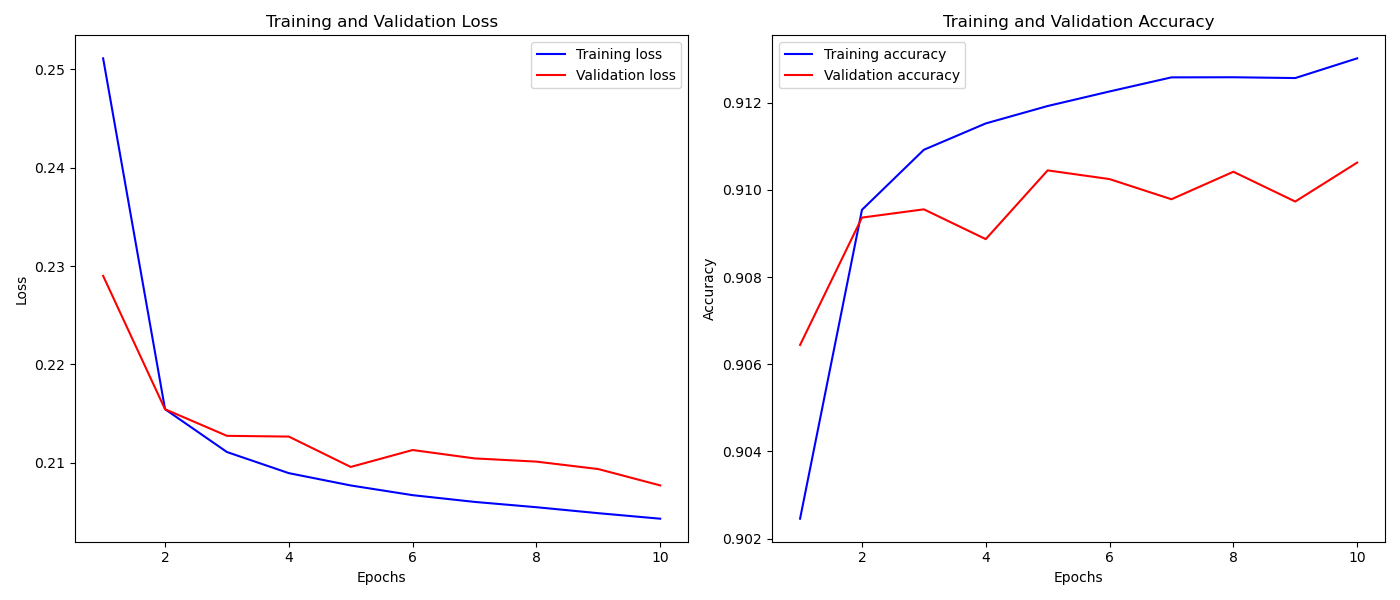 Training and Validation Loss
Training loss
Validation loss
0.25
0.24
0.23
0.22
0.21
Loss
2 4 6 8 10
Epochs
Training and Validation Accuracy
Training accuracy
Validation accuracy
0.912
0.910
0.908
0.906
0.904
0.902
Accuracy
2 4 6 8 10
Epochs